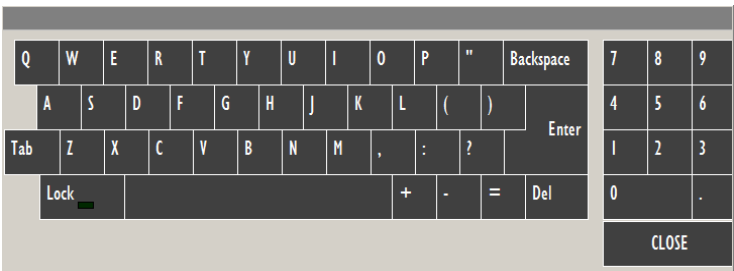 Q W E R T Y U I O P " Backspace 7 8 9
A S D F G H J K L ( ) Enter 4 5 6
Tab Z X C V B N M , : ? 1 2 3
Lock + - = Del 0 .
CLOSE